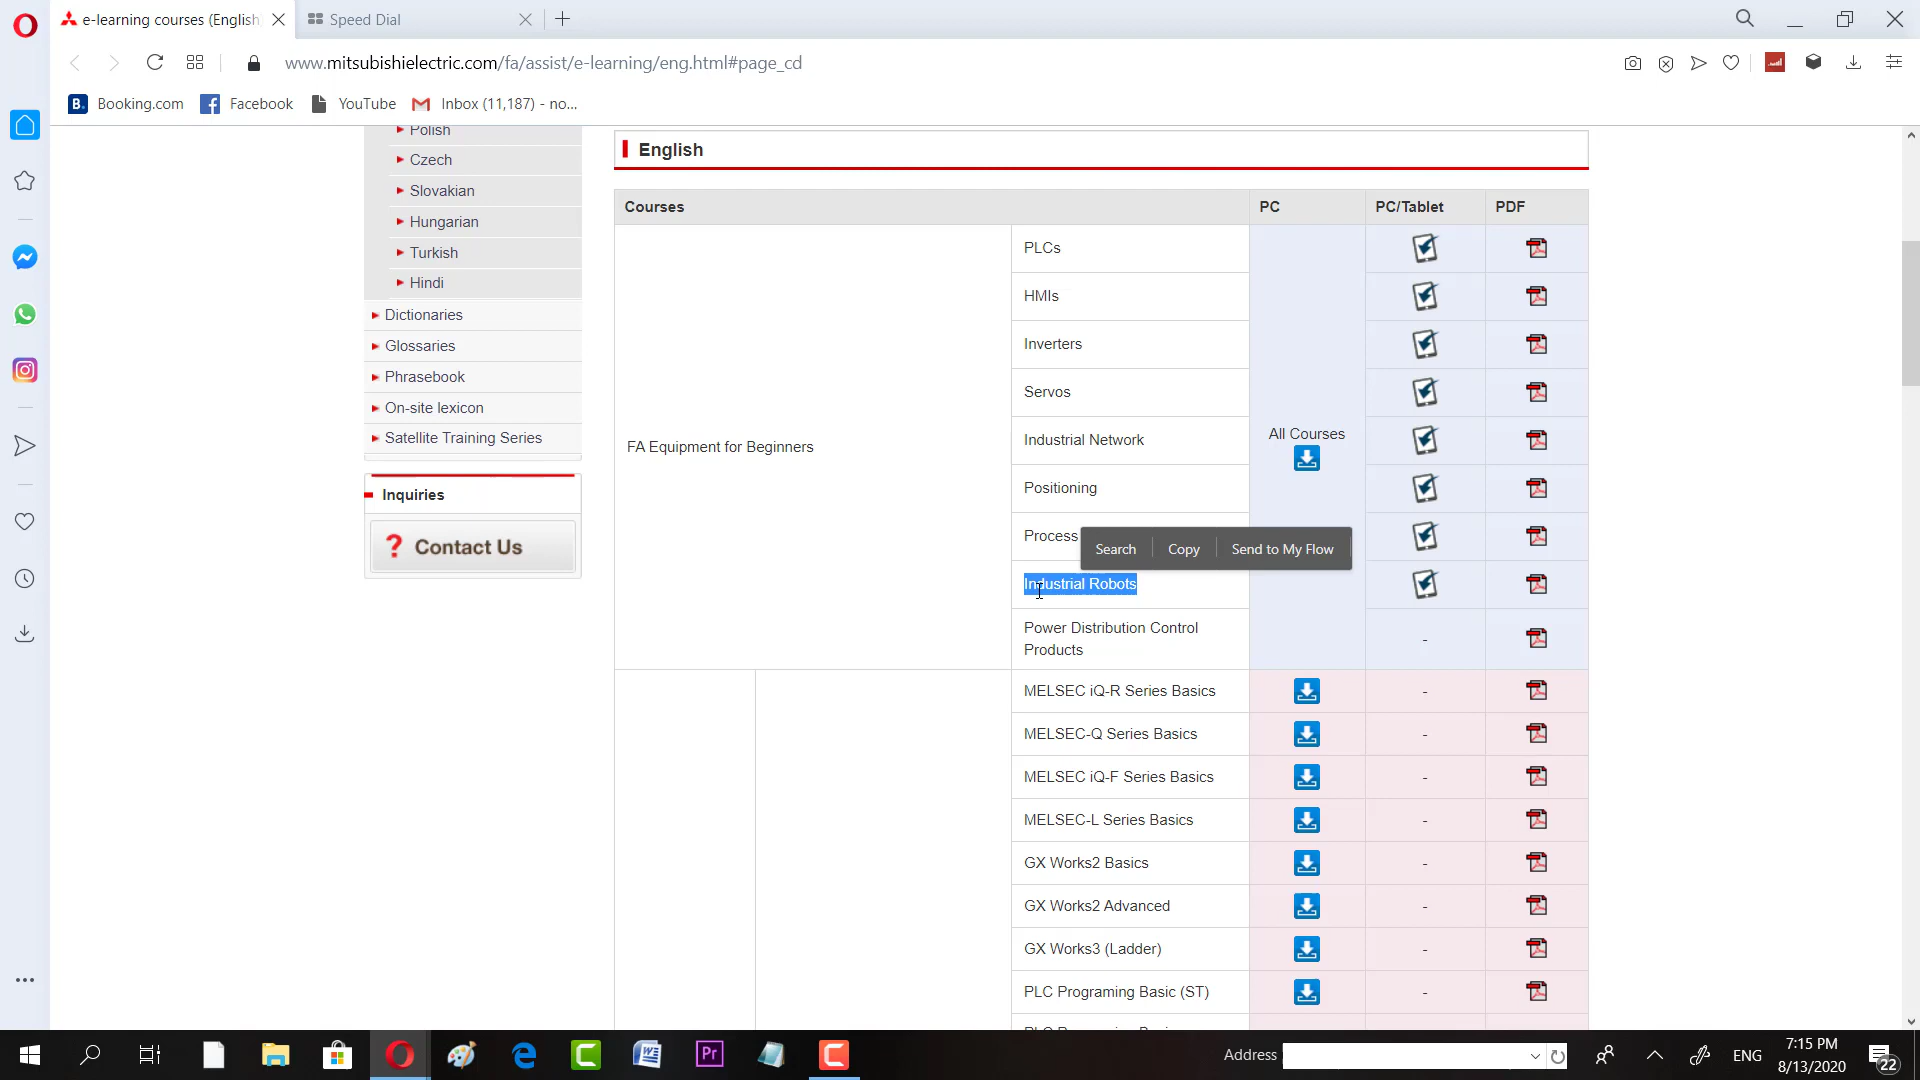 e-learning courses (English
Speed Dial
www.mitsubishielectric.com/fa/assist/e-learning/eng.html#page_cd
B.
Booking.com
Facebook
YouTube
Inbox (11,187) - no...
Polish
Czech
Slovakian
Hungarian
Turkish
Hindi
Dictionaries
Glossaries
Phrasebook
On-site lexicon
Satellite Training Series
Inquiries
? Contact Us
English
Courses PC PC/Tablet PDF
FA Equipment for Beginners
PLCs
HMIs
Inverters
Servos
Industrial Network
Positioning
Process
Industrial Robots
Power Distribution Control
Products
All Courses
Search Copy Send to My Flow
-
MELSEC iQ-R Series Basics -
MELSEC-Q Series Basics -
MELSEC iQ-F Series Basics -
MELSEC-L Series Basics -
GX Works2 Basics -
GX Works2 Advanced -
GX Works3 (Ladder) -
PLC Programing Basic (ST) -
Address
ENG
7:15 PM
8/13/2020
22